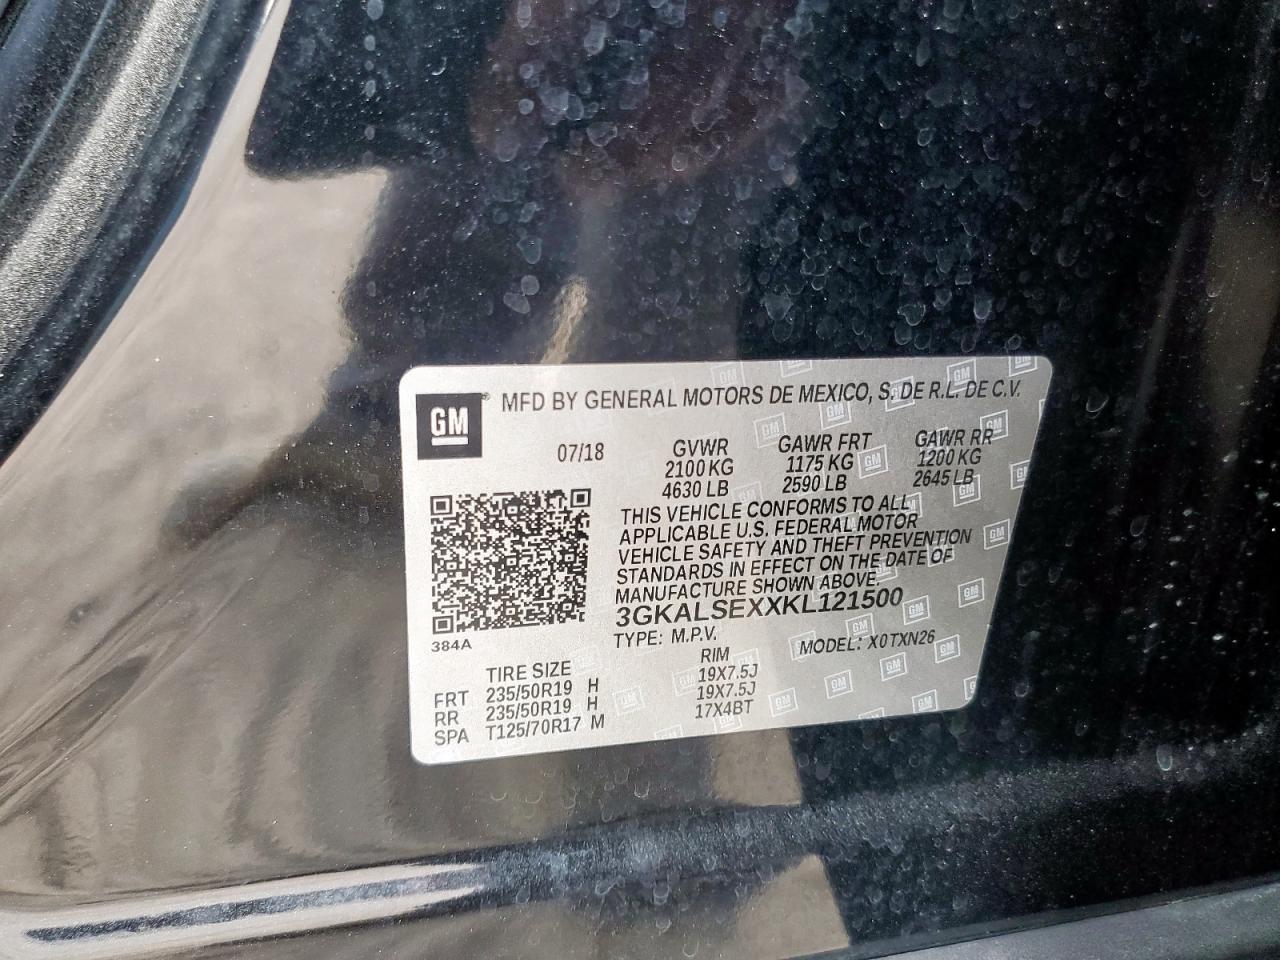 GM® MFD BY GENERAL MOTORS DE MEXICO, S. DE R.L. DE C.V.
07/18 GVWR GAWR FRT GAWR RR
2100 KG 1175 KG 1200 KG
4630 LB 2590 LB 2645 LB
THIS VEHICLE CONFORMS TO ALL
APPLICABLE U.S. FEDERAL MOTOR
VEHICLE SAFETY AND THEFT PREVENTION
STANDARDS IN EFFECT ON THE DATE OF
MANUFACTURE SHOWN ABOVE.
3GKALSEXXKL121500
384A
TYPE: M.P.V. MODEL: X0TXN26
TIRE SIZE RIM
FRT 235/50R19 H 19X7.5J
RR 235/50R19 H 19X7.5J
SPA T125/70R17 M 17X4BT